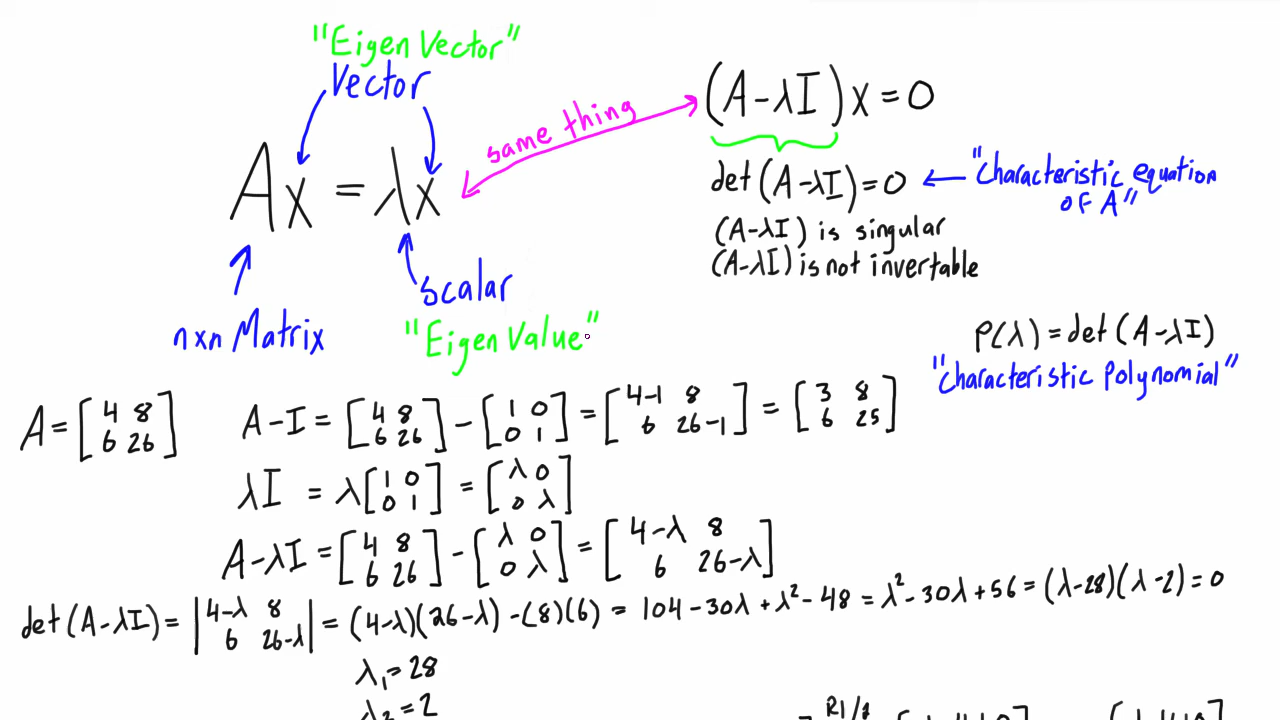 "Eigen Vector"
Vector
Ax = λx
nxn Matrix
scalar
"Eigen Value"
same thing
(A-λI)x = 0
det(A-λI)=0
"Characteristic equation
OF A"
(A-λI) is singular
(A-λI) is not invertable
P(λ) = det(A-λI)
"Characteristic Polynomial"
A = [4 8; 6 26] A-I = [4 8; 6 26] - [1 0; 0 1] = [4-1 8; 6 26-1] = [3 8; 6 25]
λI = λ[1 0; 0 1] = [λ 0; 0 λ]
A-λI = [4 8; 6 26] - [λ 0; 0 λ] = [4-λ 8; 6 26-λ]
det(A-λI) = |4-λ 8; 6 26-λ| = (4-λ)(26-λ) -(8)(6) = 104-30λ+λ²-48 = λ²-30λ+56 = (λ-28)(λ-2) = 0
λ₁=28
λ₂=2